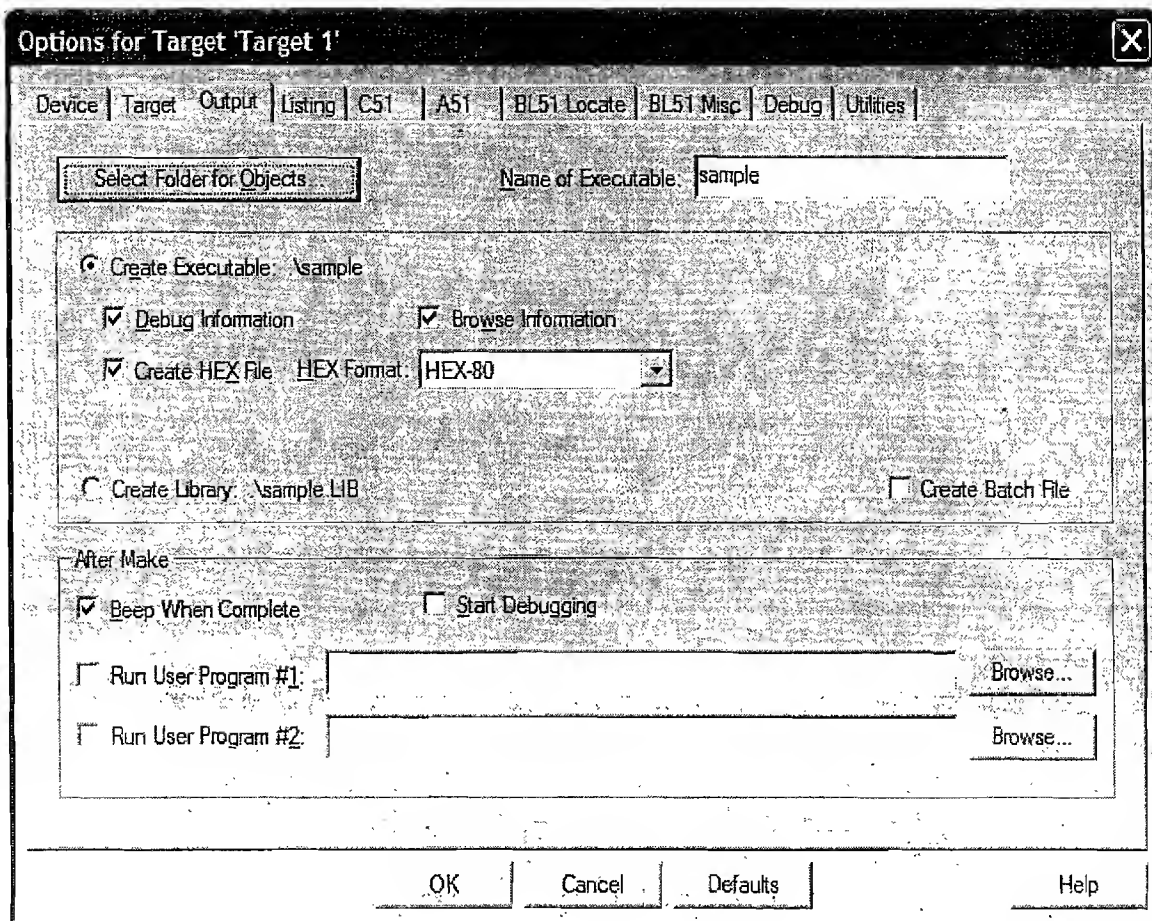 Options for Target 'Target 1'
Device Target Output Listing C51 A51 BL51 Locate BL51 Misc Debug Utilities
Select Folder for Objects... Name of Executable: sample
Create Executable: .\sample
Debug Information Browse Information
Create HEX File HEX Format: HEX-80
Create Library: .\sample.LIB Create Batch File
After Make
Beep When Complete Start Debugging
Run User Program #1: Browse...
Run User Program #2: Browse...
OK Cancel Defaults Help